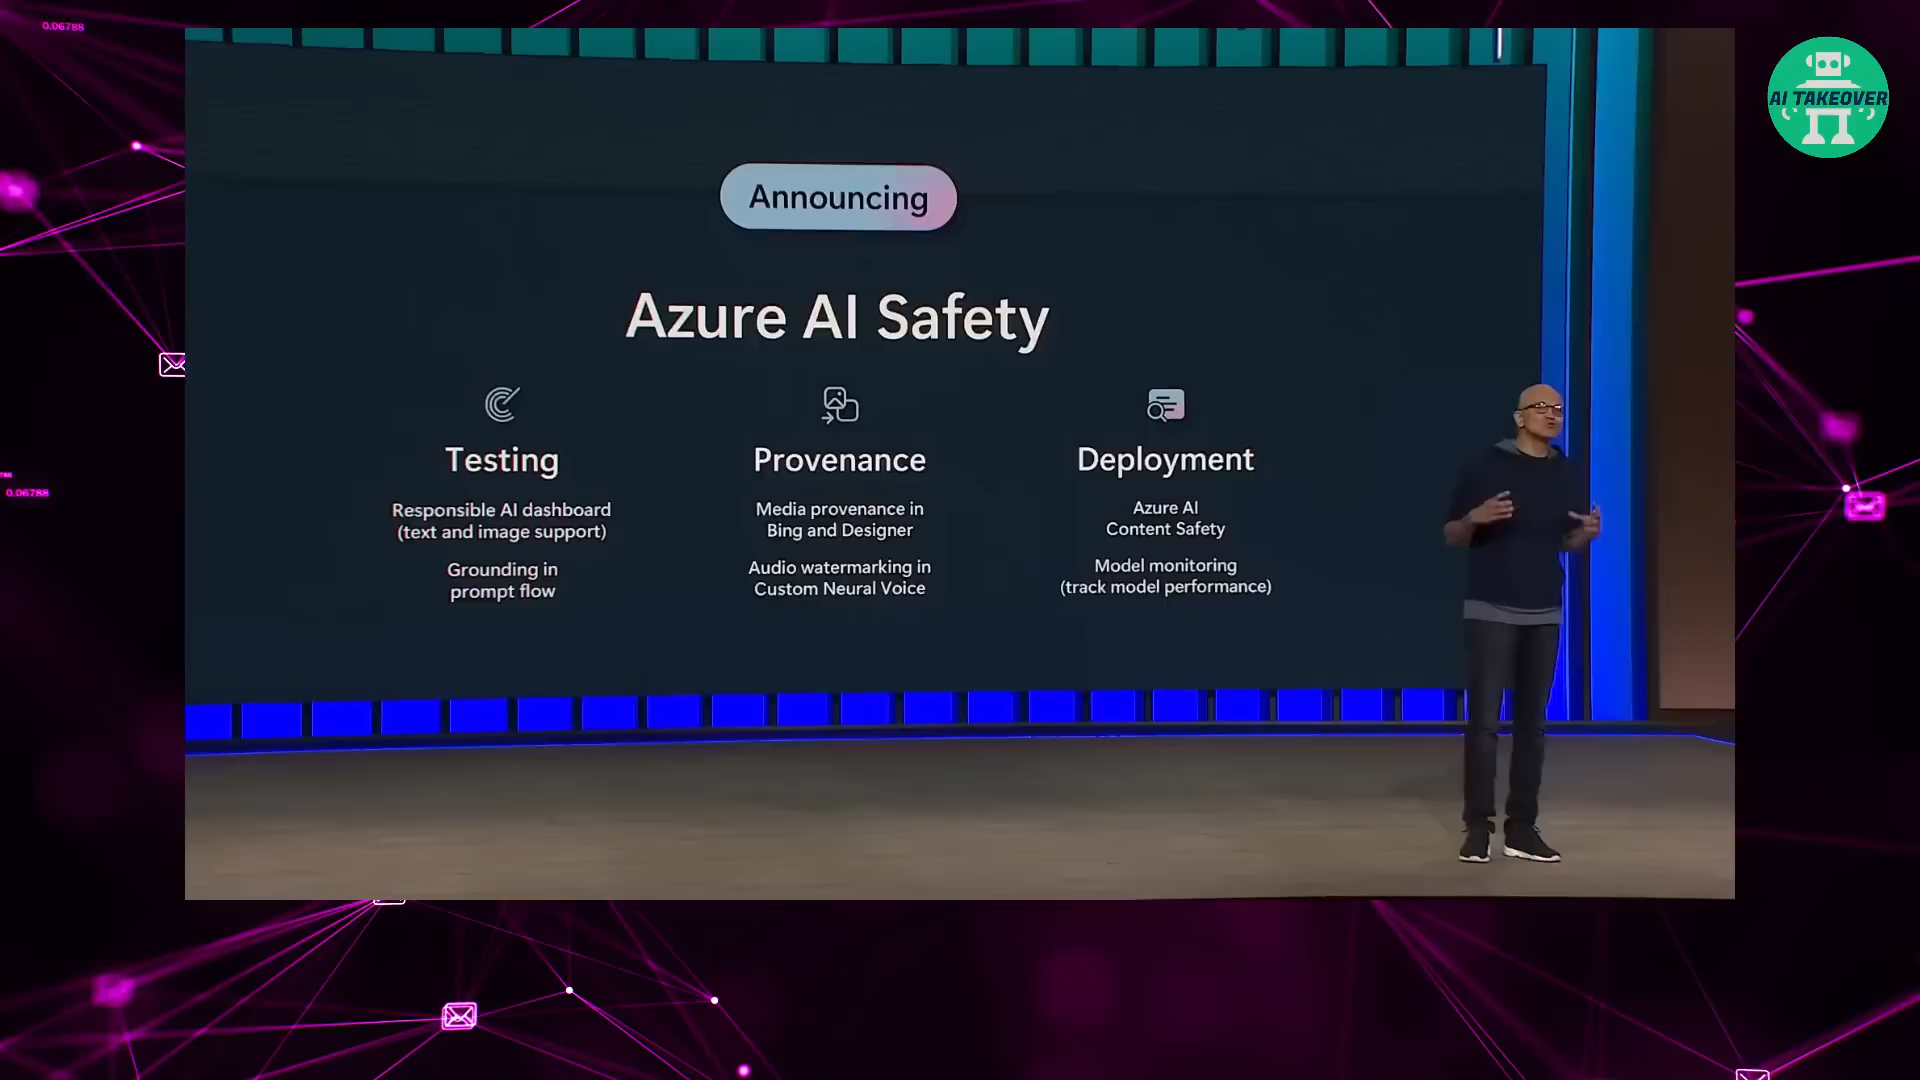 0.06788
AI TAKEOVER
Announcing
Azure AI Safety
Testing
Responsible AI dashboard
(text and image support)
Grounding in
prompt flow
Provenance
Media provenance in
Bing and Designer
Audio watermarking in
Custom Neural Voice
Deployment
Azure AI
Content Safety
Model monitoring
(track model performance)
0.06788